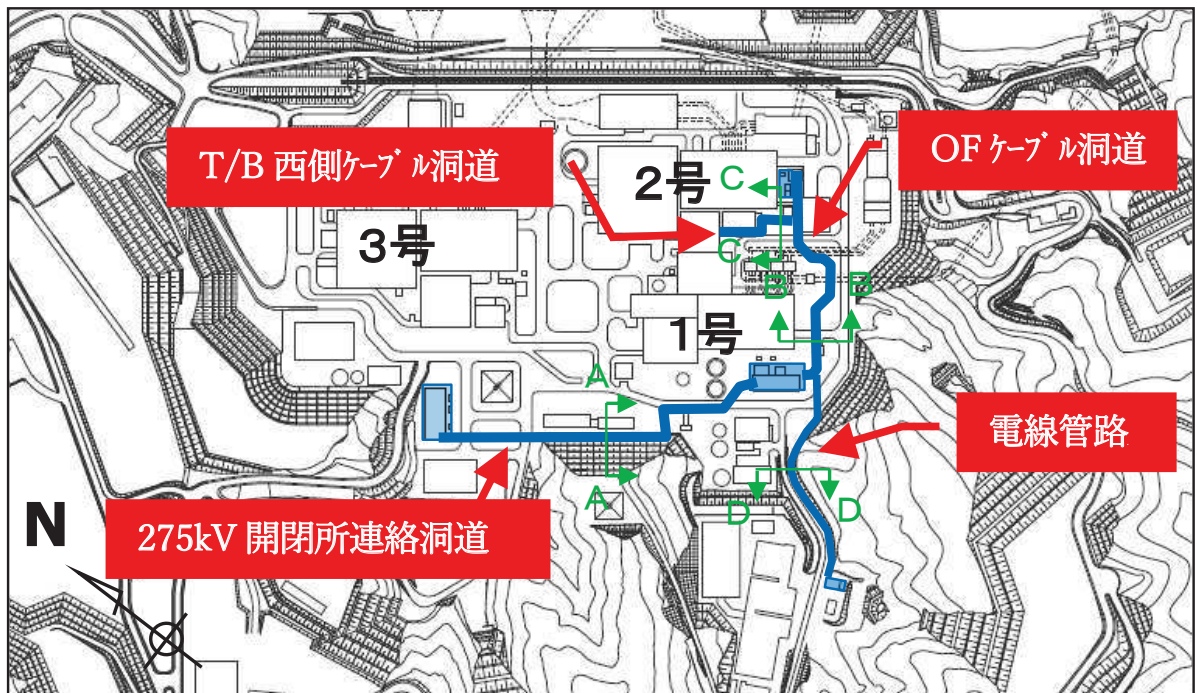 T/B 西側ｹｰﾌﾞﾙ洞道
OF ｹｰﾌﾞﾙ洞道
2号
C
3号
C
B
B
1号
A
電線管路
A
D
D
275kV 開閉所連絡洞道
N